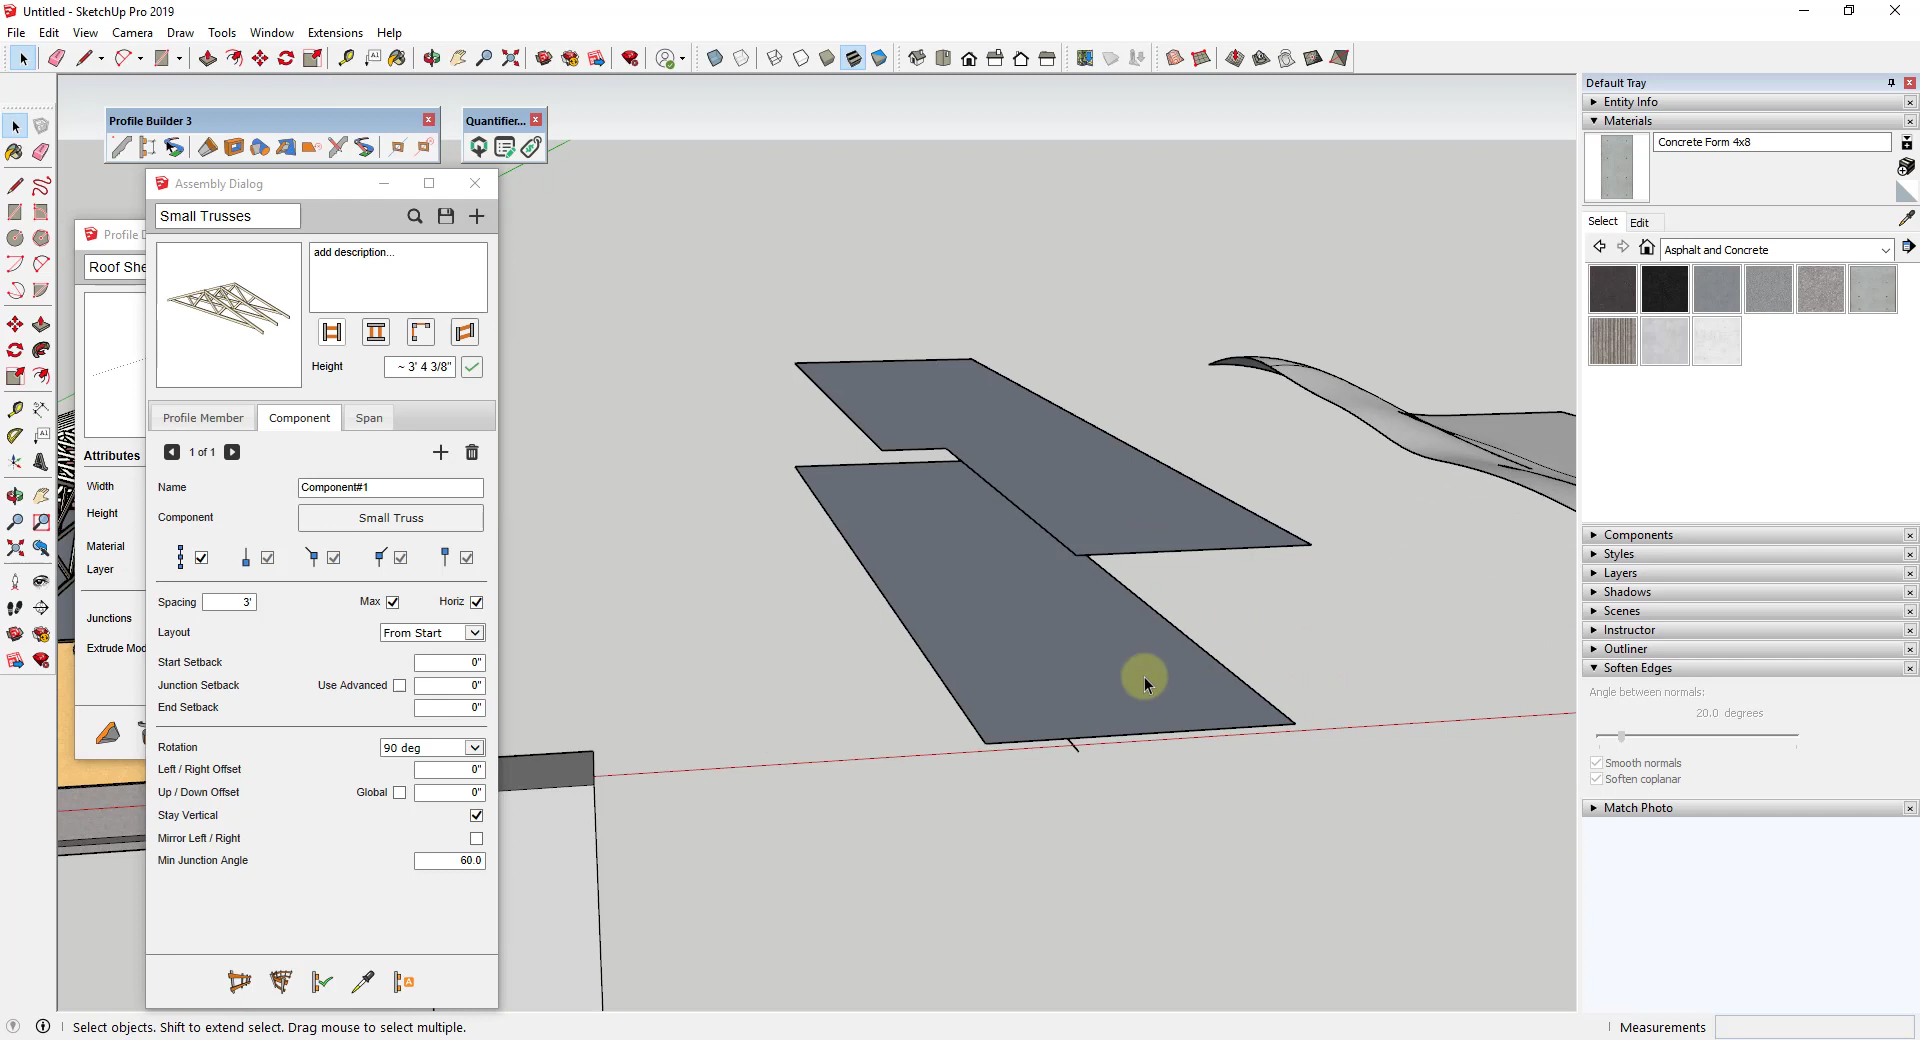 Untitled - SketchUp Pro 2019
File Edit View Camera Draw Tools Window Extensions Help
Profile Builder 3
Quantifier...
Assembly Dialog
Small Trusses
add description...
Height ~ 3' 4 3/8"
Profile Member Component Span
1 of 1
Name Component#1
Component Small Truss
Spacing 3' Max Horiz
Layout From Start
Start Setback 0"
Junction Setback Use Advanced 0"
End Setback 0"
Rotation 90 deg
Left / Right Offset 0"
Up / Down Offset Global 0"
Stay Vertical
Mirror Left / Right
Min Junction Angle 60.0
Profile D
Roof She
Attributes
Width
Height
Material
Layer
Junctions
Extrude Mod
Default Tray
Entity Info
Materials
Concrete Form 4x8
Select Edit
Asphalt and Concrete
Components
Styles
Layers
Shadows
Scenes
Instructor
Outliner
Soften Edges
Angle between normals:
20.0 degrees
Smooth normals
Soften coplanar
Match Photo
Select objects. Shift to extend select. Drag mouse to select multiple.
Measurements